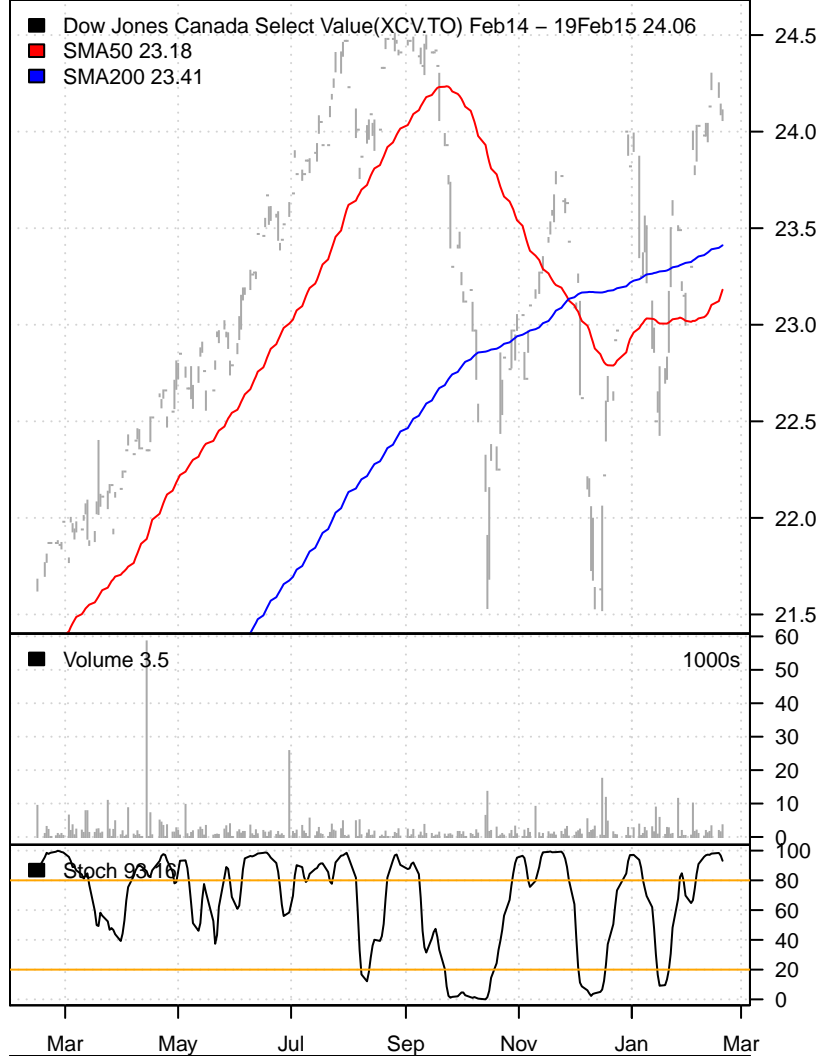 Dow Jones Canada Select Value(XCV.TO) Feb14 – 19Feb15 24.06
SMA50 23.18
SMA200 23.41
24.5
24.0
23.5
23.0
22.5
22.0
21.5
Volume 3.5
1000s
60
50
40
30
20
10
0
Stoch 93.16
100
80
60
40
20
0
Mar May Jul Sep Nov Jan Mar